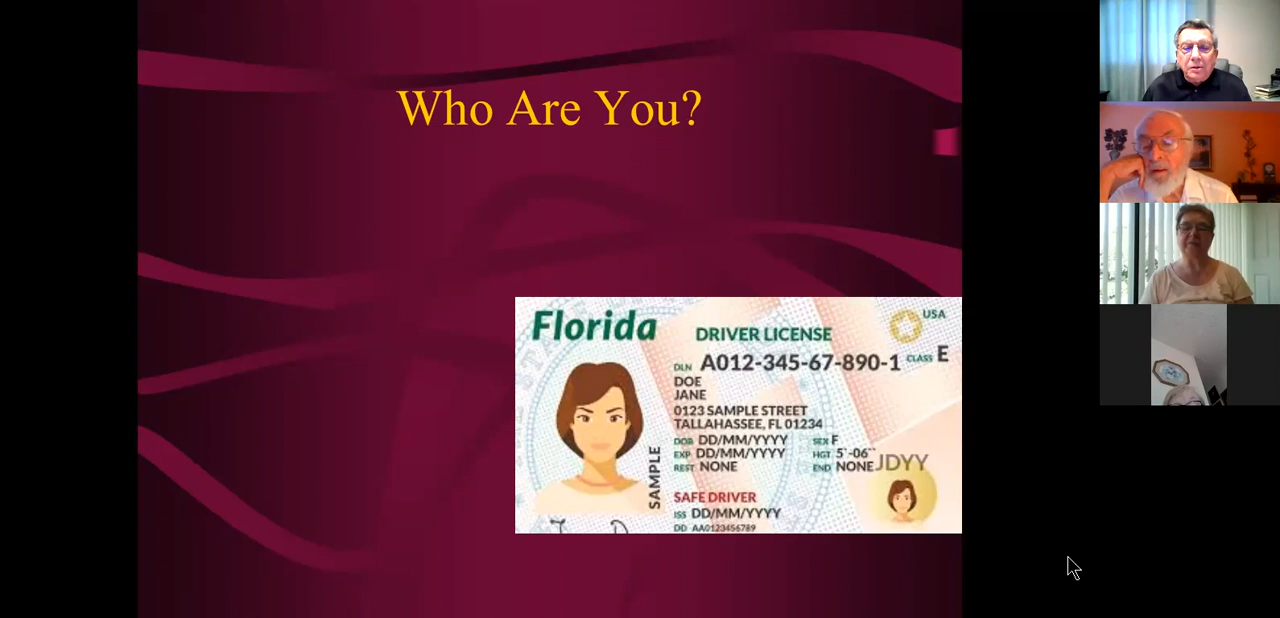 Who Are You?
Florida
USA
DRIVER LICENSE
DLN A012-345-67-890-1 CLASS E
DOE
JANE
0123 SAMPLE STREET
TALLAHASSEE, FL 01234
DOB DD/MM/YYYY SEX F
EXP DD/MM/YYYY HGT 5'-06"
REST NONE END NONE JDYY
SAMPLE
SAFE DRIVER
ISS DD/MM/YYYY
DD AA0123456789